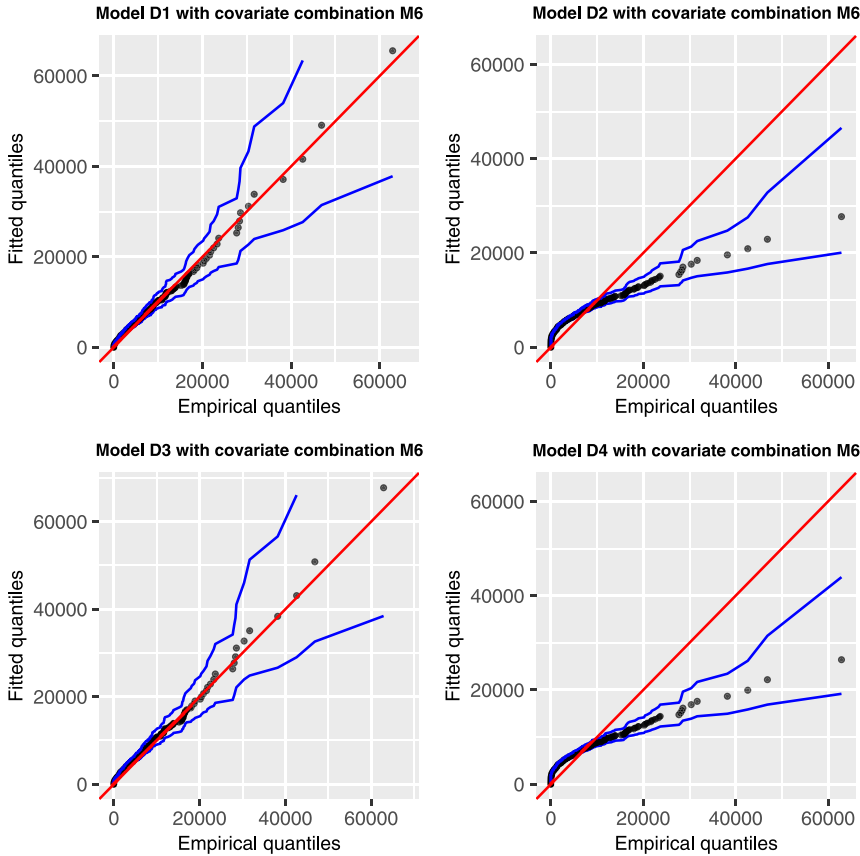 Model D1 with covariate combination M6
Model D2 with covariate combination M6
60000
40000
20000
0
Fitted quantiles
0 20000 40000 60000
Empirical quantiles
60000
40000
20000
0
Fitted quantiles
0 20000 40000 60000
Empirical quantiles
Model D3 with covariate combination M6
Model D4 with covariate combination M6
60000
40000
20000
0
Fitted quantiles
0 20000 40000 60000
Empirical quantiles
60000
40000
20000
0
Fitted quantiles
0 20000 40000 60000
Empirical quantiles